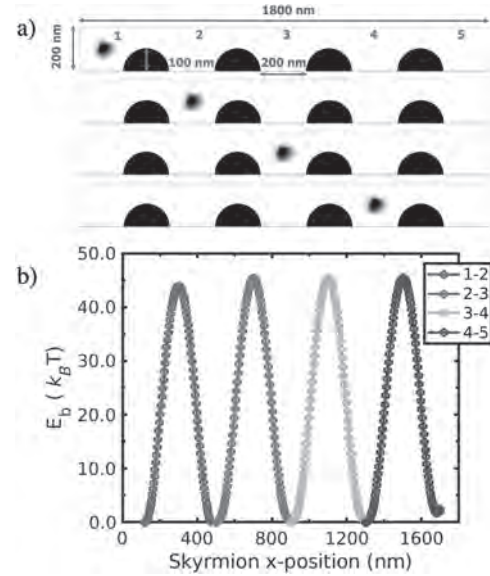 a)
1800 nm
200 nm
1 2 3 4 5
100 nm
200 nm
b)
50.0
40.0
30.0
20.0
10.0
0.0
E_b ( k_B T)
1-2
2-3
3-4
4-5
0 400 800 1200 1600
Skyrmion x-position (nm)